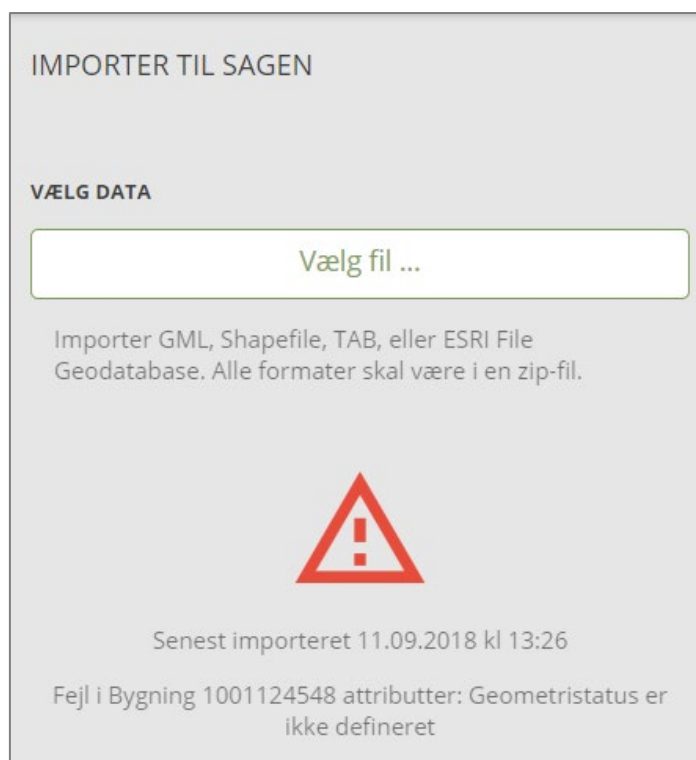 IMPORTER TIL SAGEN
VÆLG DATA
Vælg fil ...
Importer GML, Shapefile, TAB, eller ESRI File
Geodatabase. Alle formater skal være i en zip-fil.
Senest importeret 11.09.2018 kl 13:26
Fejl i Bygning 1001124548 attributter: Geometristatus er
ikke defineret